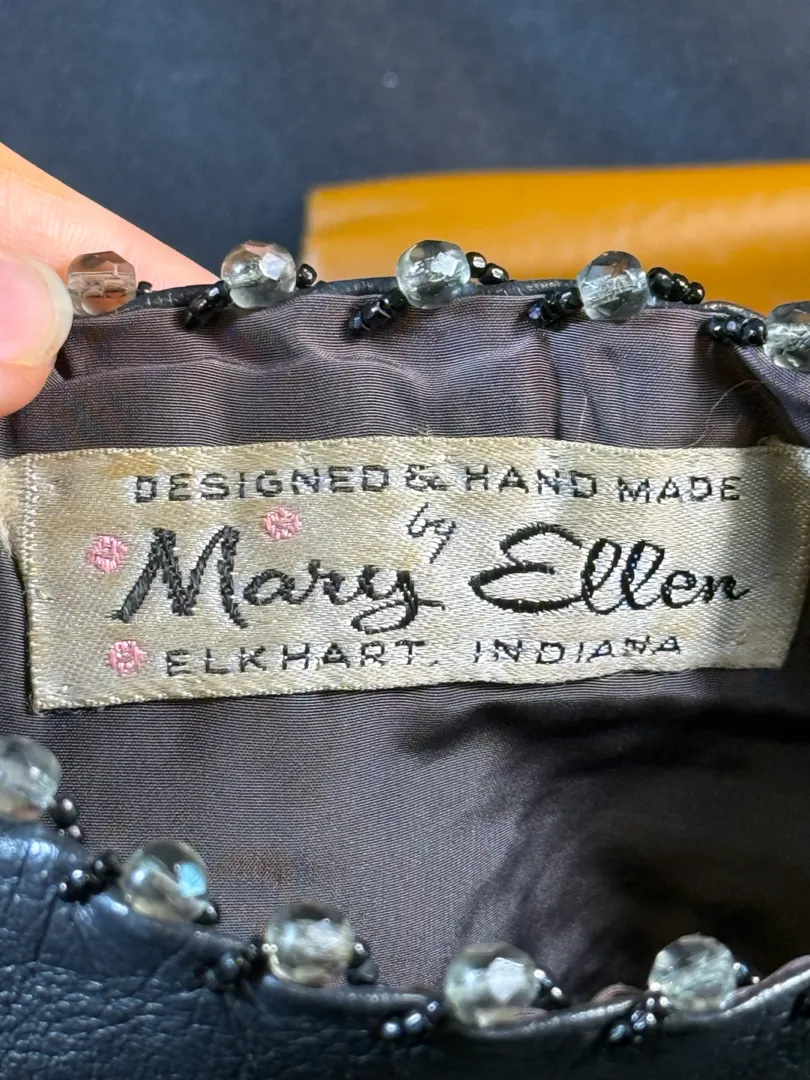 DESIGNED & HAND MADE
by
Mary Ellen
ELKHART, INDIANA